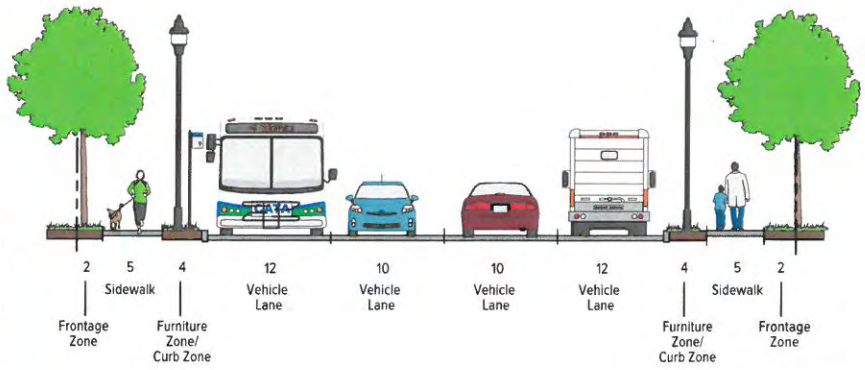 CATA
2
5
4
12
10
10
12
4
5
2
Sidewalk
Vehicle
Lane
Vehicle
Lane
Vehicle
Lane
Vehicle
Lane
Sidewalk
Frontage
Zone
Furniture
Zone/
Curb Zone
Furniture
Zone/
Curb Zone
Frontage
Zone